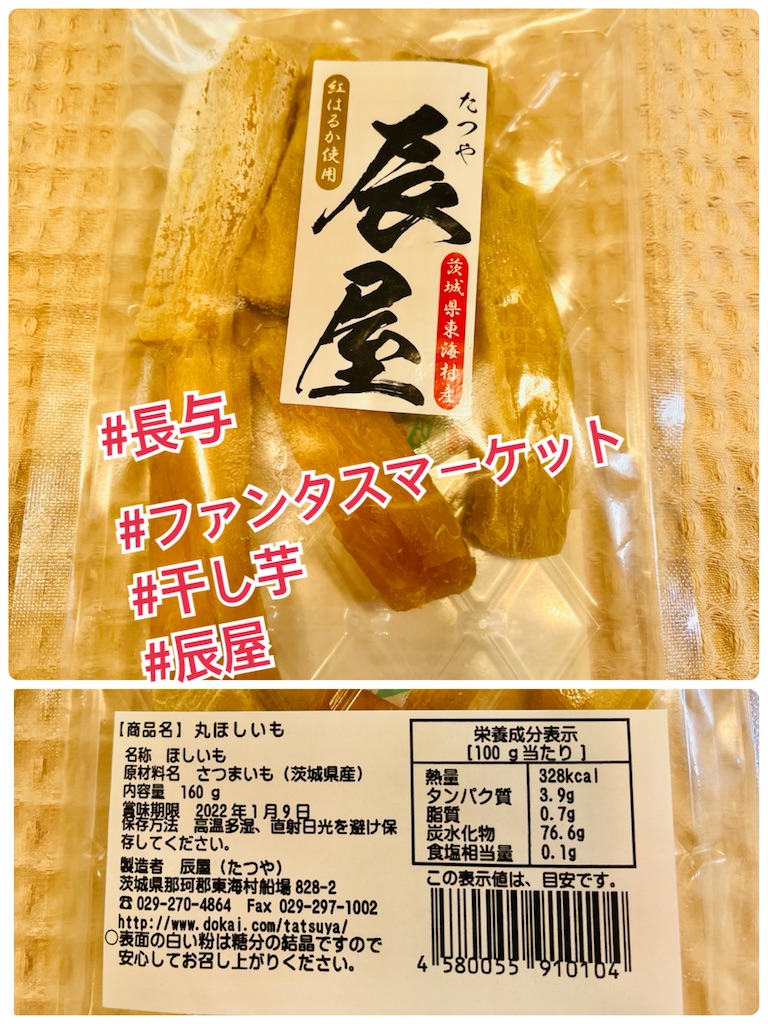 たつや
紅はるか使用
辰屋
茨城県東海村産
#長与
#ファンタスマーケット
#干し芋
#辰屋
【商品名】丸ほしいも
名称 ほしいも
原材料名 さつまいも（茨城県産）
内容量 160 g
賞味期限 2022年1月9日
保存方法 高温多湿、直射日光を避け保
存してください。
製造者 辰屋（たつや）
茨城県那珂郡東海村船場828-2
☎029-270-4864 Fax 029-297-1002
http://www.dokai.com/tatsuya/
○表面の白い粉は糖分の結晶ですので
安心してお召し上がりください。
栄養成分表示
[100 g当たり]
熱量 328kcal
タンパク質 3.9g
脂質 0.7g
炭水化物 76.6g
食塩相当量 0.1g
この表示値は、目安です。
4 580055 910104